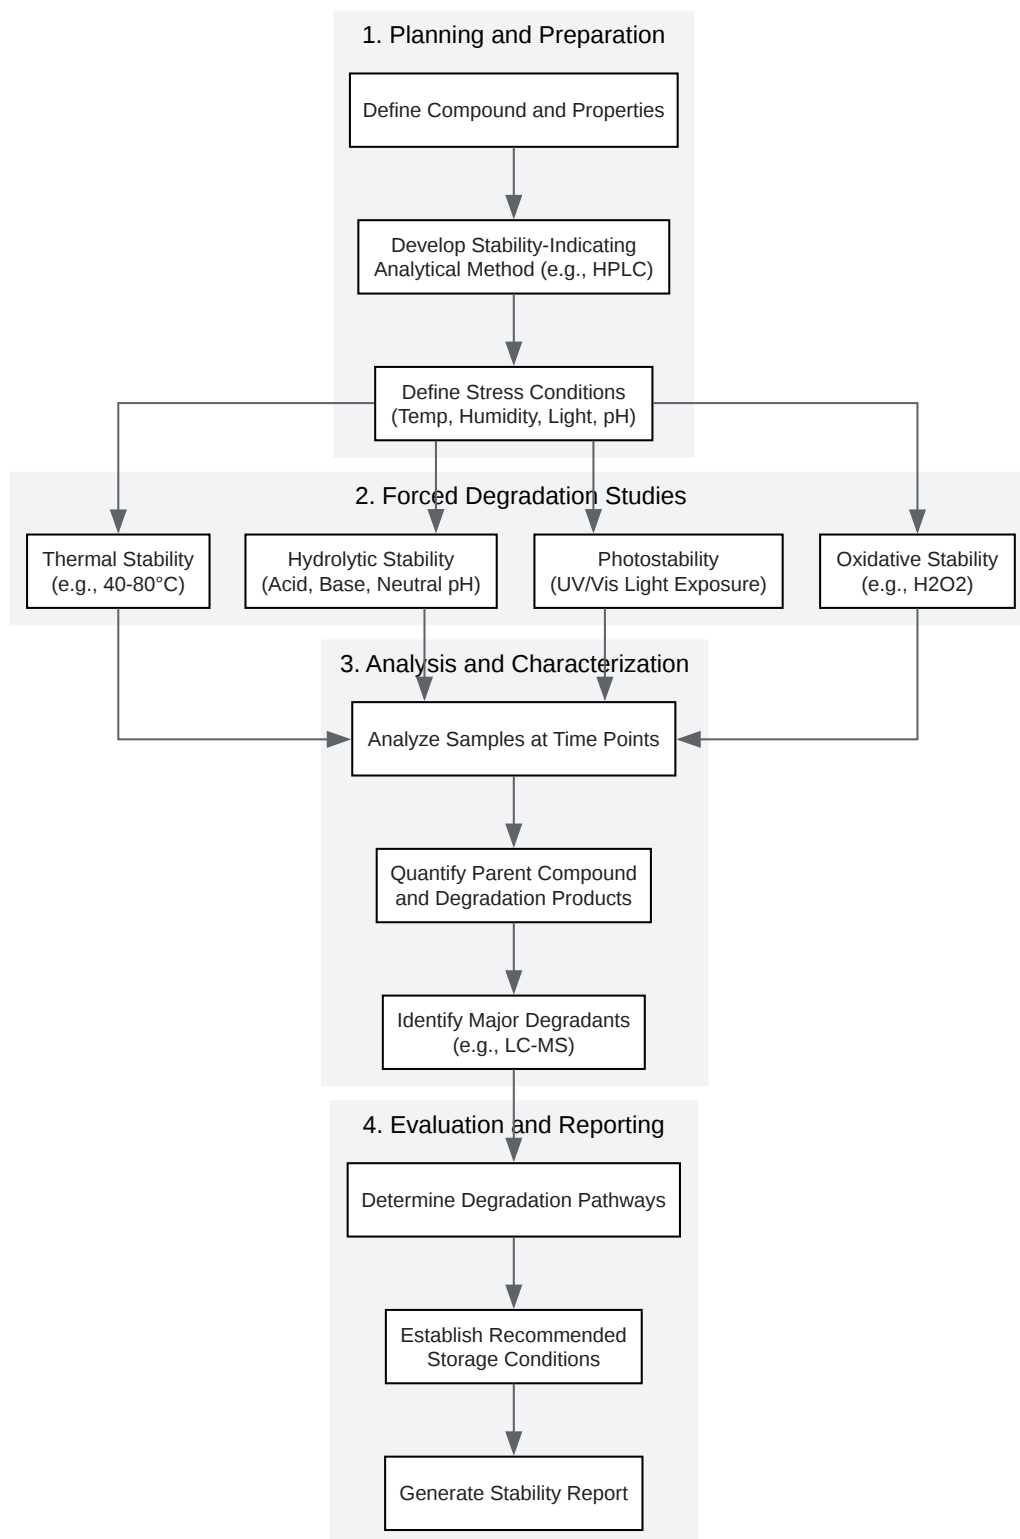 1. Planning and Preparation
Define Compound and Properties
Develop Stability-Indicating
Analytical Method (e.g., HPLC)
Define Stress Conditions
(Temp, Humidity, Light, pH)
2. Forced Degradation Studies
Thermal Stability
(e.g., 40-80°C)
Hydrolytic Stability
(Acid, Base, Neutral pH)
Photostability
(UV/Vis Light Exposure)
Oxidative Stability
(e.g., H2O2)
3. Analysis and Characterization
Analyze Samples at Time Points
Quantify Parent Compound
and Degradation Products
Identify Major Degradants
(e.g., LC-MS)
4. Evaluation and Reporting
Determine Degradation Pathways
Establish Recommended
Storage Conditions
Generate Stability Report